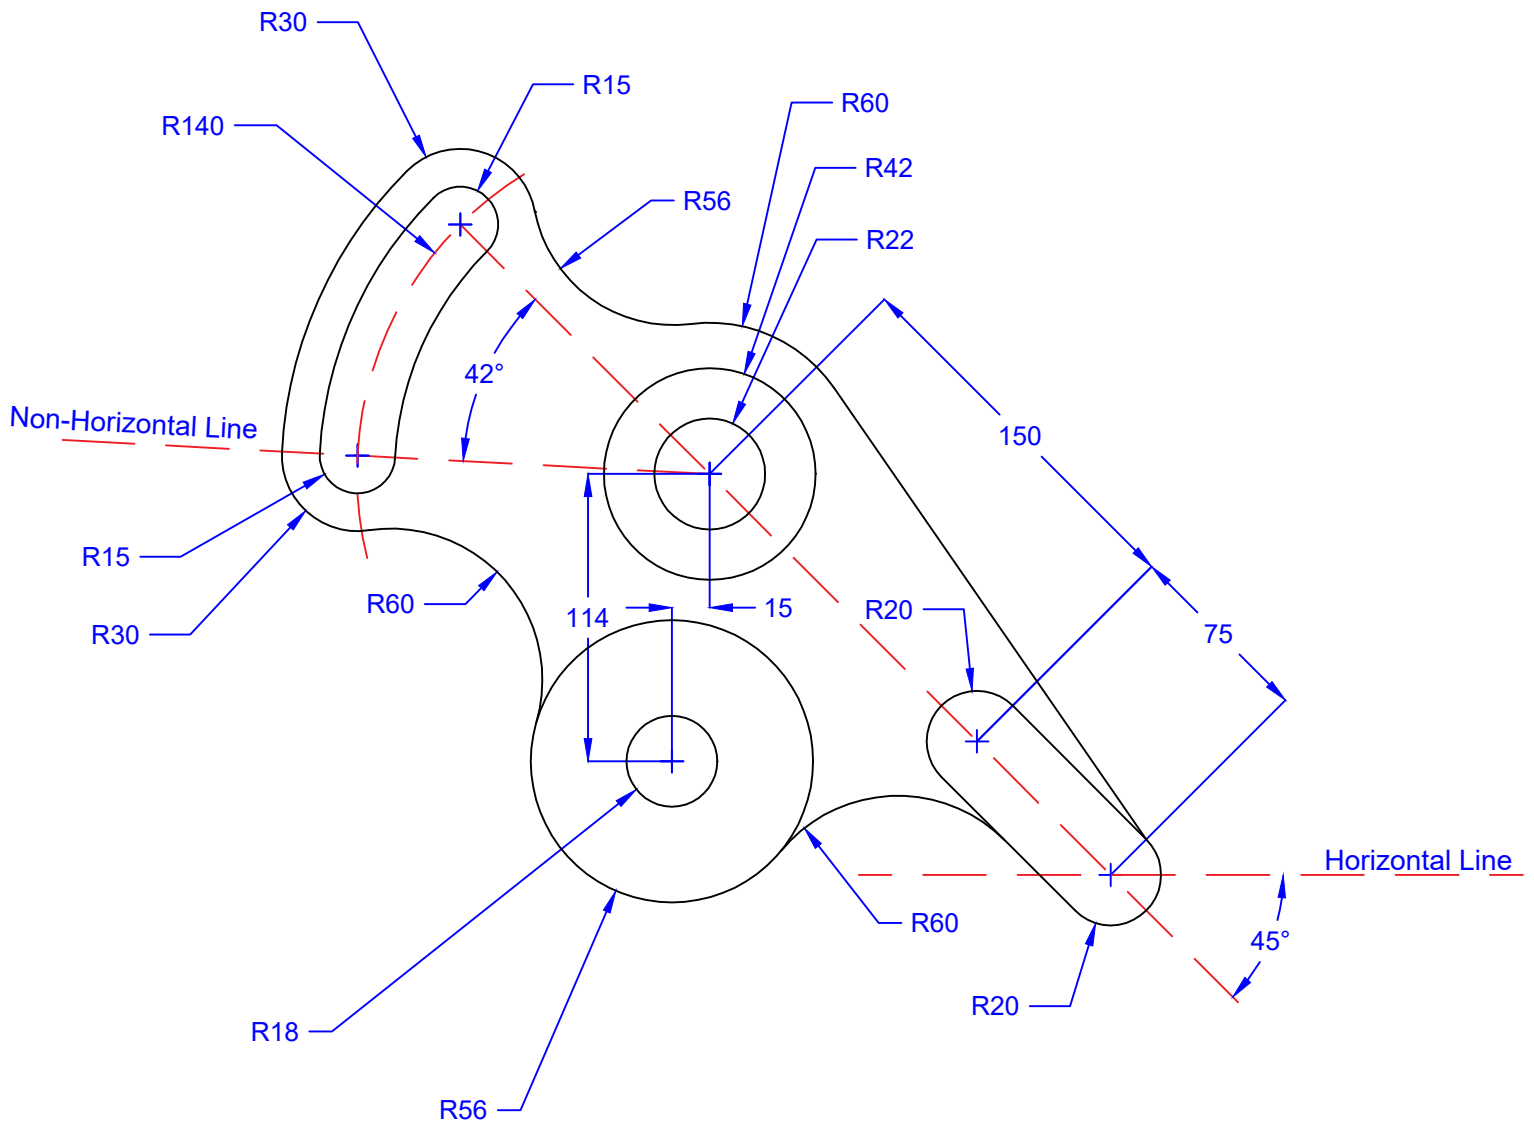 R30
R15
R60
R140
R42
R56
R22
42°
Non-Horizontal Line
150
R15
R60
114
15
R20
R30
75
Horizontal Line
R60
45°
R20
R18
R56